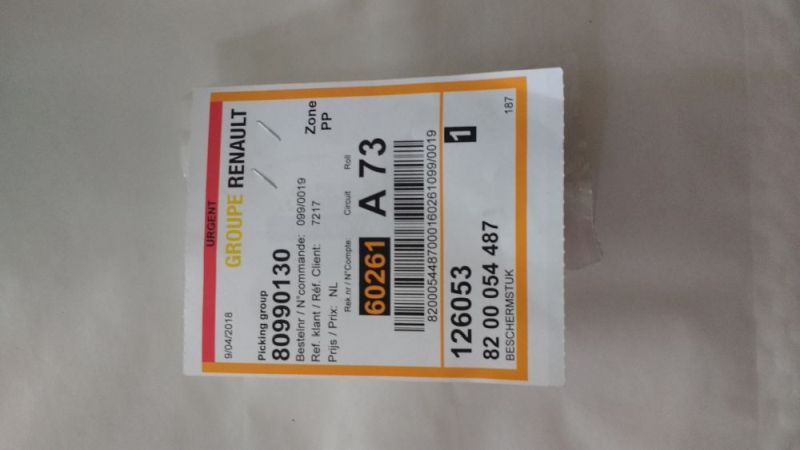 URGENT
9/04/2018
GROUPE RENAULT
Picking group
80990130
Zone
PP
Bestelnr / N°commande: 099/0019
Ref. klant / Réf. Client: 7217
Prijs / Prix: NL
Rek.nr / N°Compte Circuit Roll
60261 A 73
8200054487000160261099/0019
126053 1
82 00 054 487
BESCHERMSTUK 187